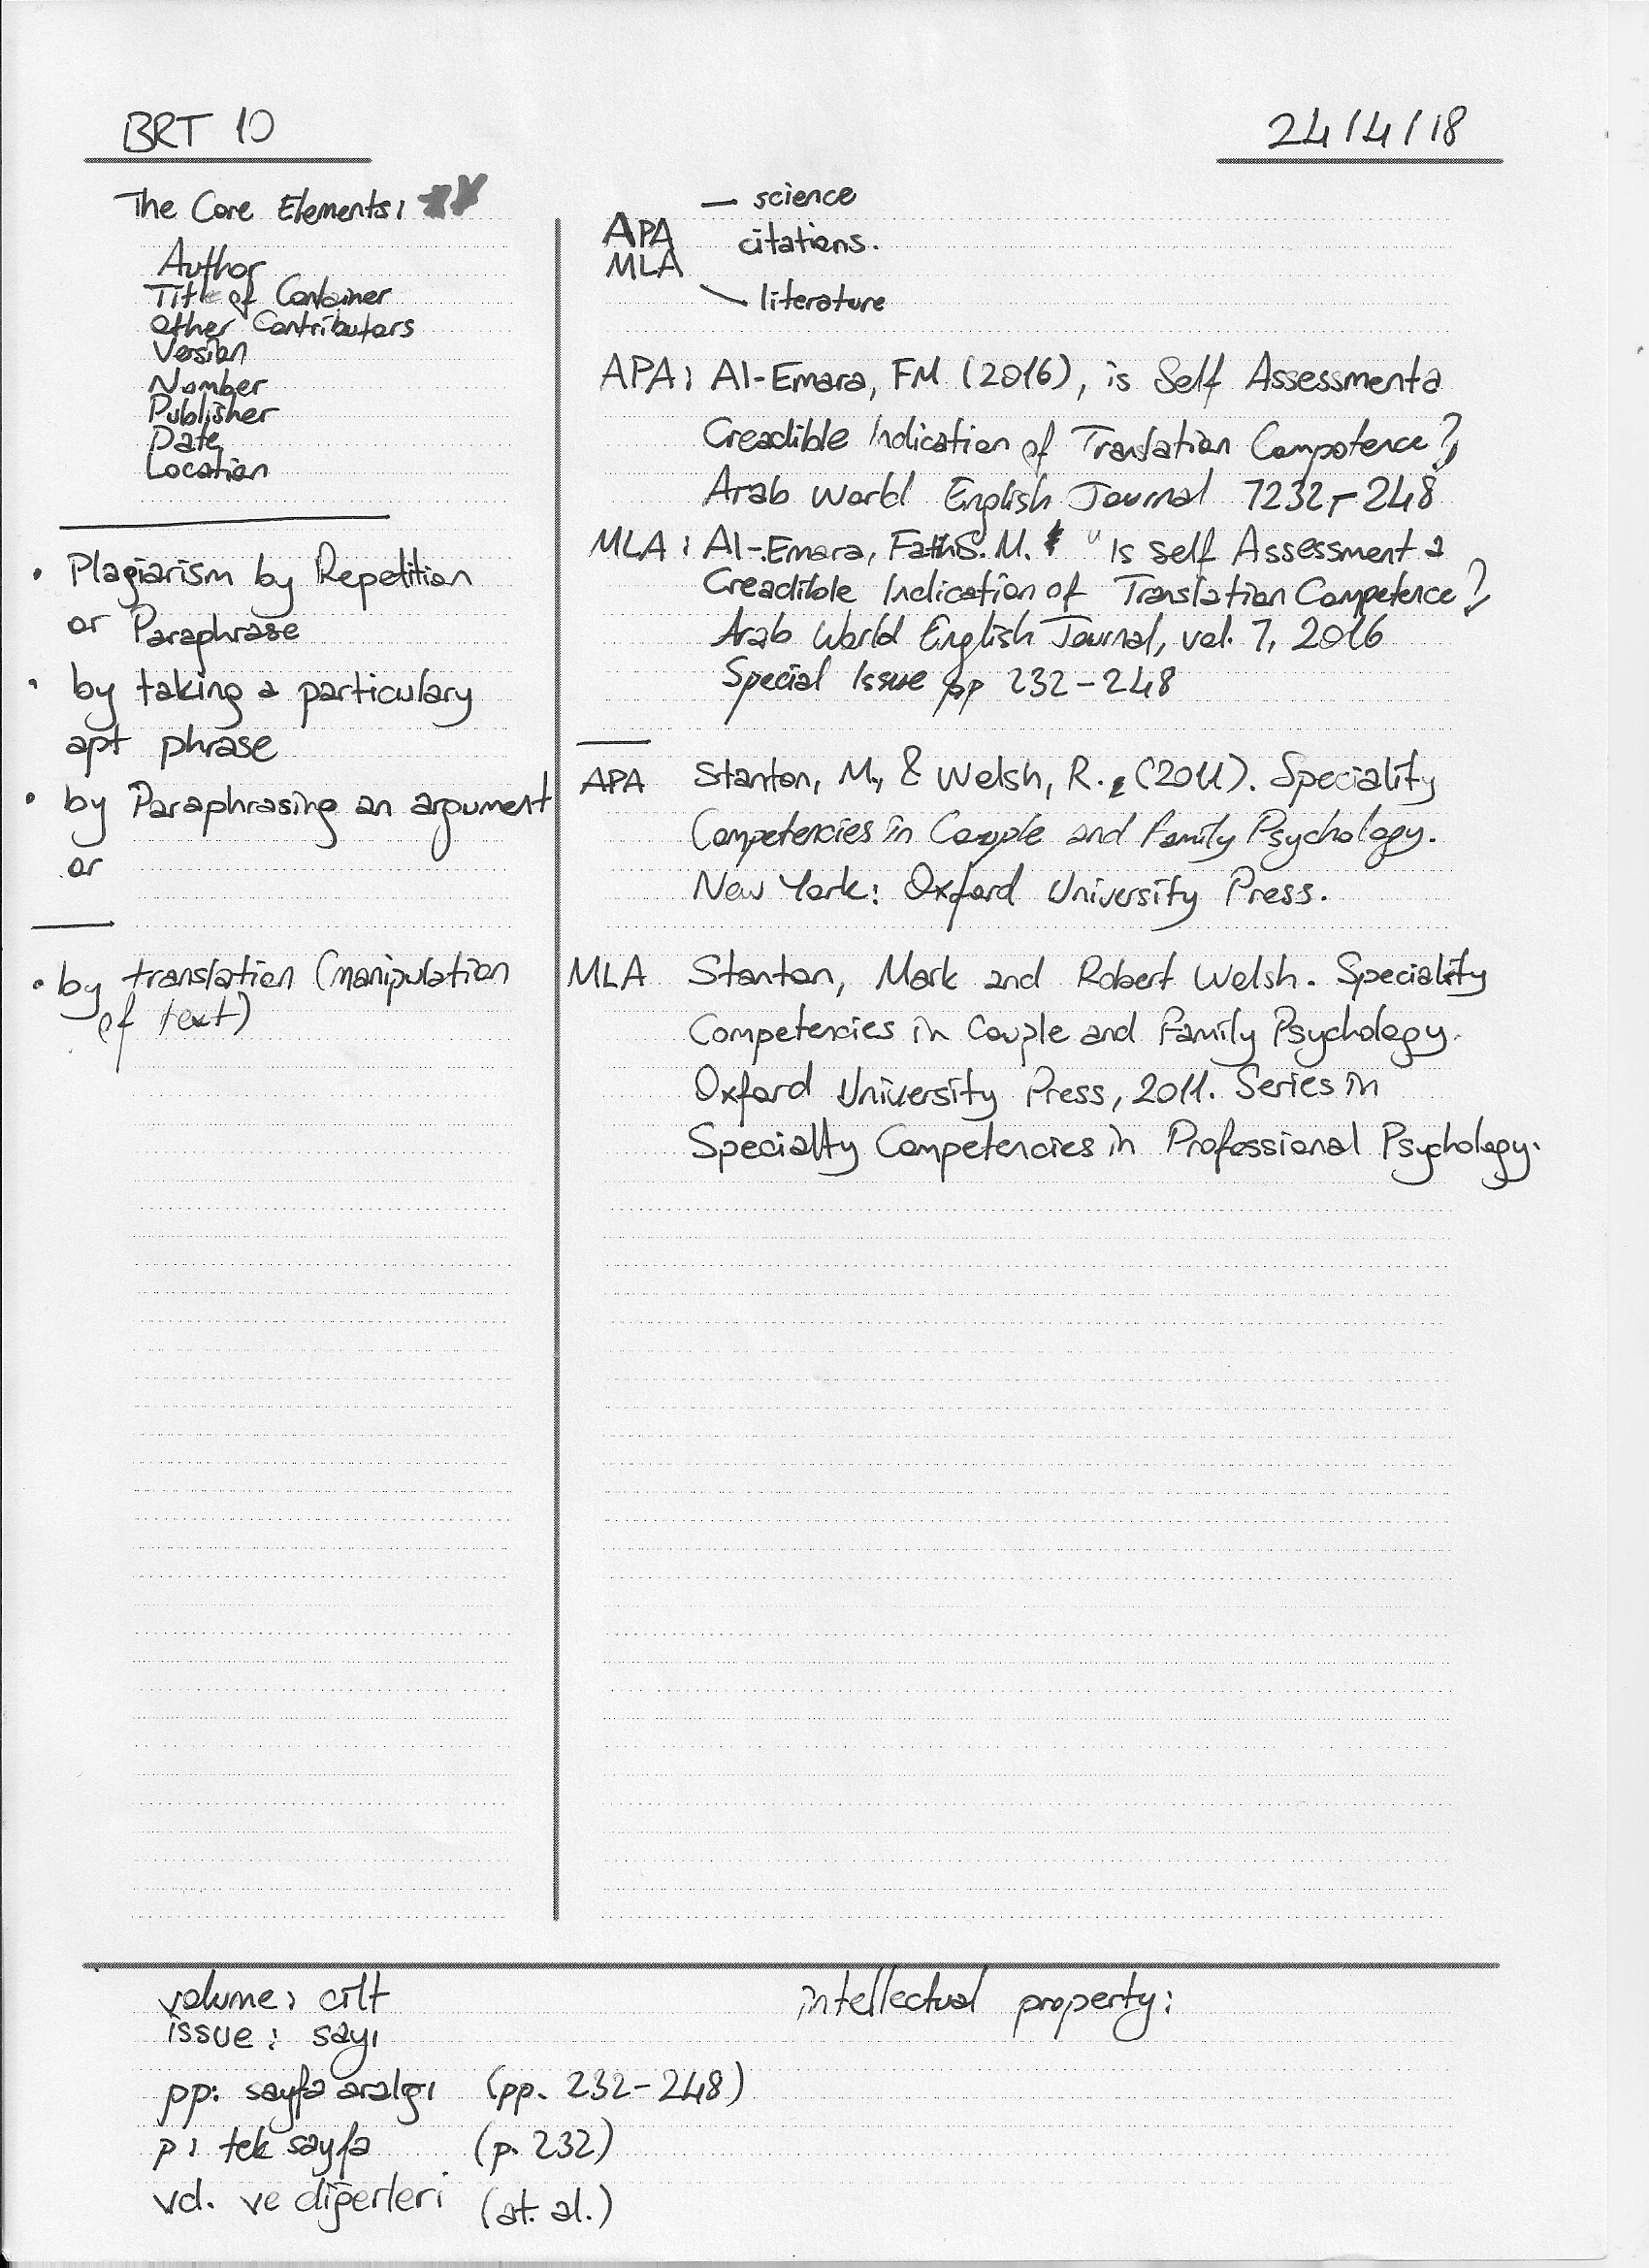 BRT 10
24/4/18
The Core Elements:
Author
Title of Container
Other Contributors
Version
Nomber
Publisher
Date
Location
• Plagiarism by Repetition
or Paraphrase
• by taking a particulary
apt phrase
• by Paraphrasing an argument
or
• by translation (manipulation
of text)
— science
APA
citations.
MLA
literature
APA: Al-Emara, FM (2016), is Self Assessmenta
Creadible Indication of Translation Competence?,
Arab World English Journal 7232-248
MLA: Al-Emara, S. M. "Is self Assessment a
Creadible Indication of Translation Competence?
Arab World English Journal, vol. 7, 2016
Special Issue pp 232-248
APA Stanton, M., & Welsh, R., (2011). Speciality
Competencies in Couple and Family Psychology.
New York: Oxford University Press.
MLA Stanton, Mark and Robert Welsh. Speciality
Competencies in Couple and Family Psychology.
Oxford University Press, 2011. Series in
Specialty Competencies in Professional Psychology.
volume: cilt
issue: sayı
pp: sayfa aralğı (pp. 232-248)
p: tek sayfa (p. 232)
vd. ve diğerleri (at. al.)
intellectual property: